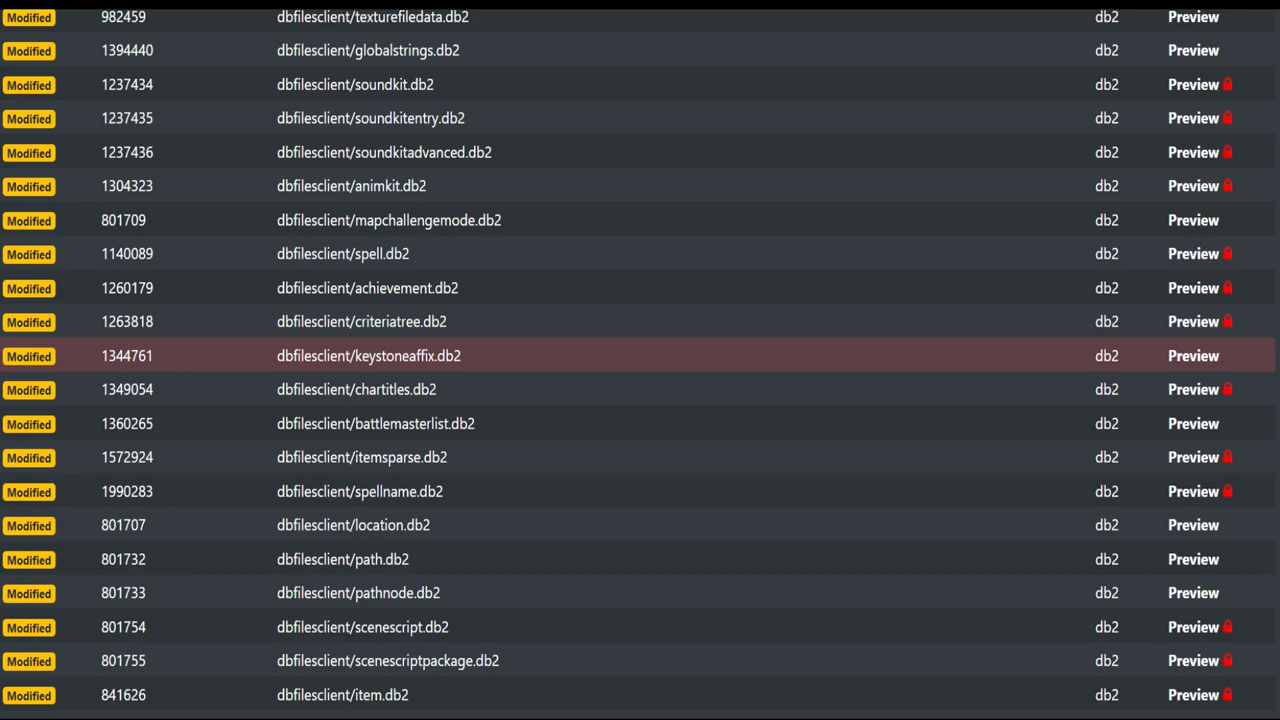 Modified 982459 dbfilesclient/texturefiledata.db2 db2 Preview
Modified 1394440 dbfilesclient/globalstrings.db2 db2 Preview
Modified 1237434 dbfilesclient/soundkit.db2 db2 Preview
Modified 1237435 dbfilesclient/soundkitentry.db2 db2 Preview
Modified 1237436 dbfilesclient/soundkitadvanced.db2 db2 Preview
Modified 1304323 dbfilesclient/animkit.db2 db2 Preview
Modified 801709 dbfilesclient/mapchallengemode.db2 db2 Preview
Modified 1140089 dbfilesclient/spell.db2 db2 Preview
Modified 1260179 dbfilesclient/achievement.db2 db2 Preview
Modified 1263818 dbfilesclient/criteriatree.db2 db2 Preview
Modified 1344761 dbfilesclient/keystoneaffix.db2 db2 Preview
Modified 1349054 dbfilesclient/chartitles.db2 db2 Preview
Modified 1360265 dbfilesclient/battlemasterlist.db2 db2 Preview
Modified 1572924 dbfilesclient/itemsparse.db2 db2 Preview
Modified 1990283 dbfilesclient/spellname.db2 db2 Preview
Modified 801707 dbfilesclient/location.db2 db2 Preview
Modified 801732 dbfilesclient/path.db2 db2 Preview
Modified 801733 dbfilesclient/pathnode.db2 db2 Preview
Modified 801754 dbfilesclient/scenescript.db2 db2 Preview
Modified 801755 dbfilesclient/scenescriptpackage.db2 db2 Preview
Modified 841626 dbfilesclient/item.db2 db2 Preview